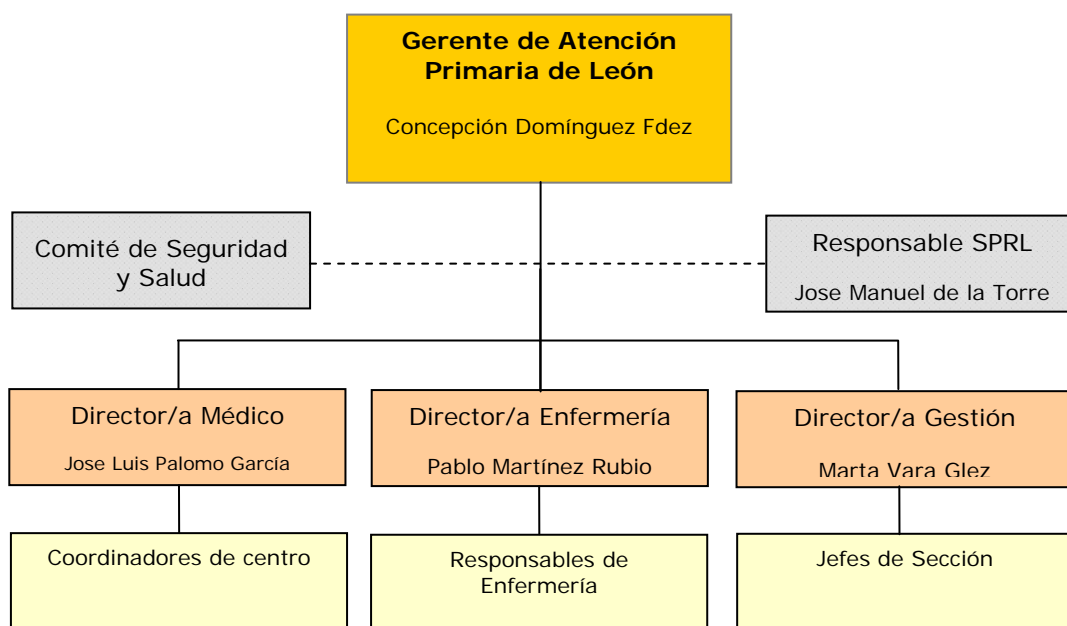 Gerente de Atención
Primaria de León
Concepción Domínguez Fdez
Comité de Seguridad
y Salud
Responsable SPRL
Jose Manuel de la Torre
Director/a Médico
Jose Luis Palomo García
Director/a Enfermería
Pablo Martínez Rubio
Director/a Gestión
Marta Vara Glez
Coordinadores de centro
Responsables de
Enfermería
Jefes de Sección